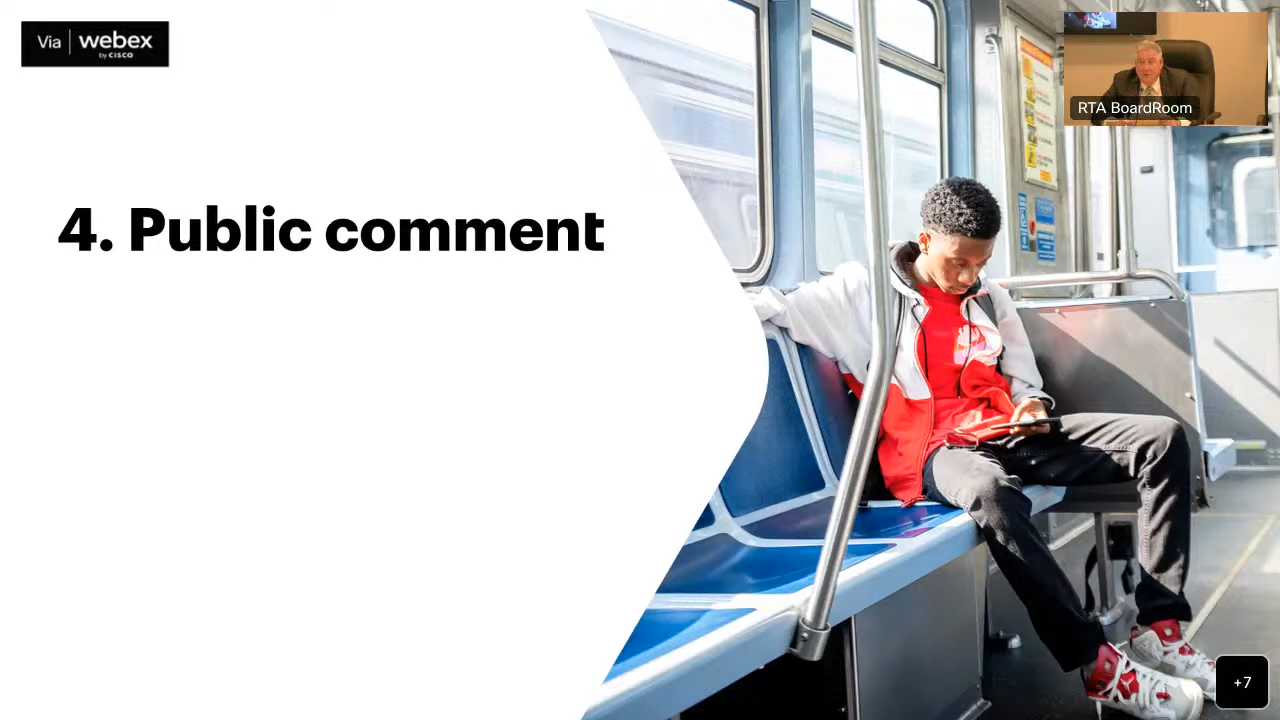 Via webex
by CISCO
RTA BoardRoom
4. Public comment
+7